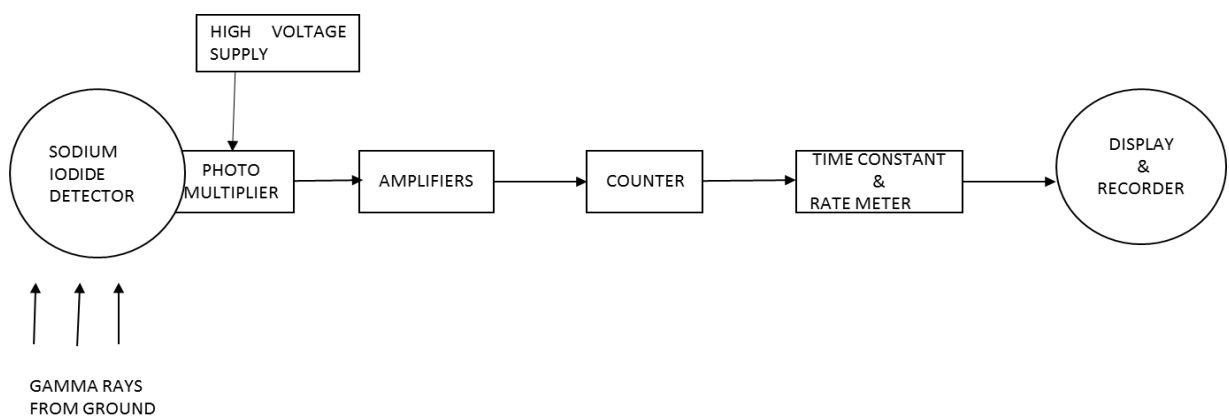 HIGH VOLTAGE
SUPPLY
SODIUM
IODIDE
DETECTOR
PHOTO
MULTIPLIER
AMPLIFIERS
COUNTER
TIME CONSTANT
&
RATE METER
DISPLAY
&
RECORDER
GAMMA RAYS
FROM GROUND